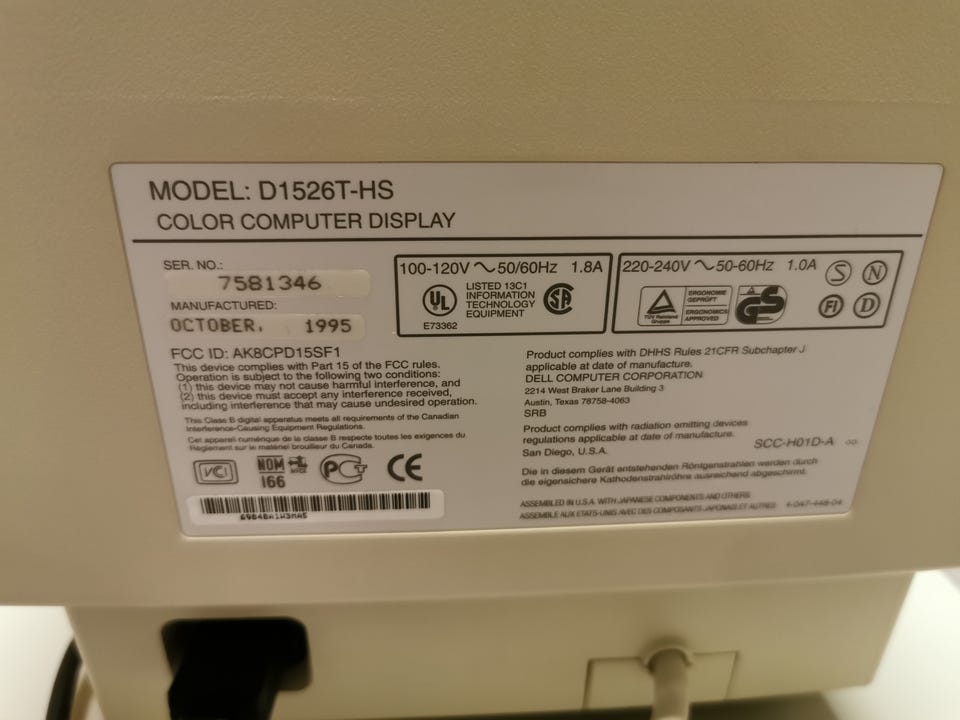 MODEL: D1526T-HS
COLOR COMPUTER DISPLAY
SER. NO.:
7581346
MANUFACTURED:
OCTOBER, 1995
100-120V ~ 50/60Hz 1.8A
UL
LISTED 13C1
INFORMATION
TECHNOLOGY
EQUIPMENT
E73362
220-240V ~ 50-60Hz 1.0A
S N
TÜV Rheinland
ERGONOMIE
GEPRÜFT
ERGONOMICS
APPROVED
GS
FI D
FCC ID: AK8CPD15SF1
This device complies with Part 15 of the FCC rules.
Operation is subject to the following two conditions:
(1) this device may not cause harmful interference, and
(2) this device must accept any interference received,
including interference that may cause undesired operation.
This Class B digital apparatus meets all requirements of the Canadian
Interference-Causing Equipment Regulations.
Cet appareil numérique de la classe B respecte toutes les exigences du
Règlement sur le matériel brouilleur du Canada.
VCI
NOM
166
CE
Product complies with DHHS Rules 21CFR Subchapter J
applicable at date of manufacture.
DELL COMPUTER CORPORATION
2214 West Braker Lane Building 3
Austin, Texas 78758-4063
SRB
Product complies with radiation emitting devices
regulations applicable at date of manufacture.
San Diego, U.S.A.
SCC-H01D-A
Die in diesem Gerät entstehenden Röntgenstrahlen werden durch
die eigensichere Kathodenstrahlröhre ausreichend abgeschirmt.
ASSEMBLED IN U.S.A. WITH JAPANESE COMPONENTS AND OTHERS
ASSEMBLE AUX ETATS-UNIS AVEC DES COMPOSANTS JAPONAIS ET AUTRES 4-047-448-04